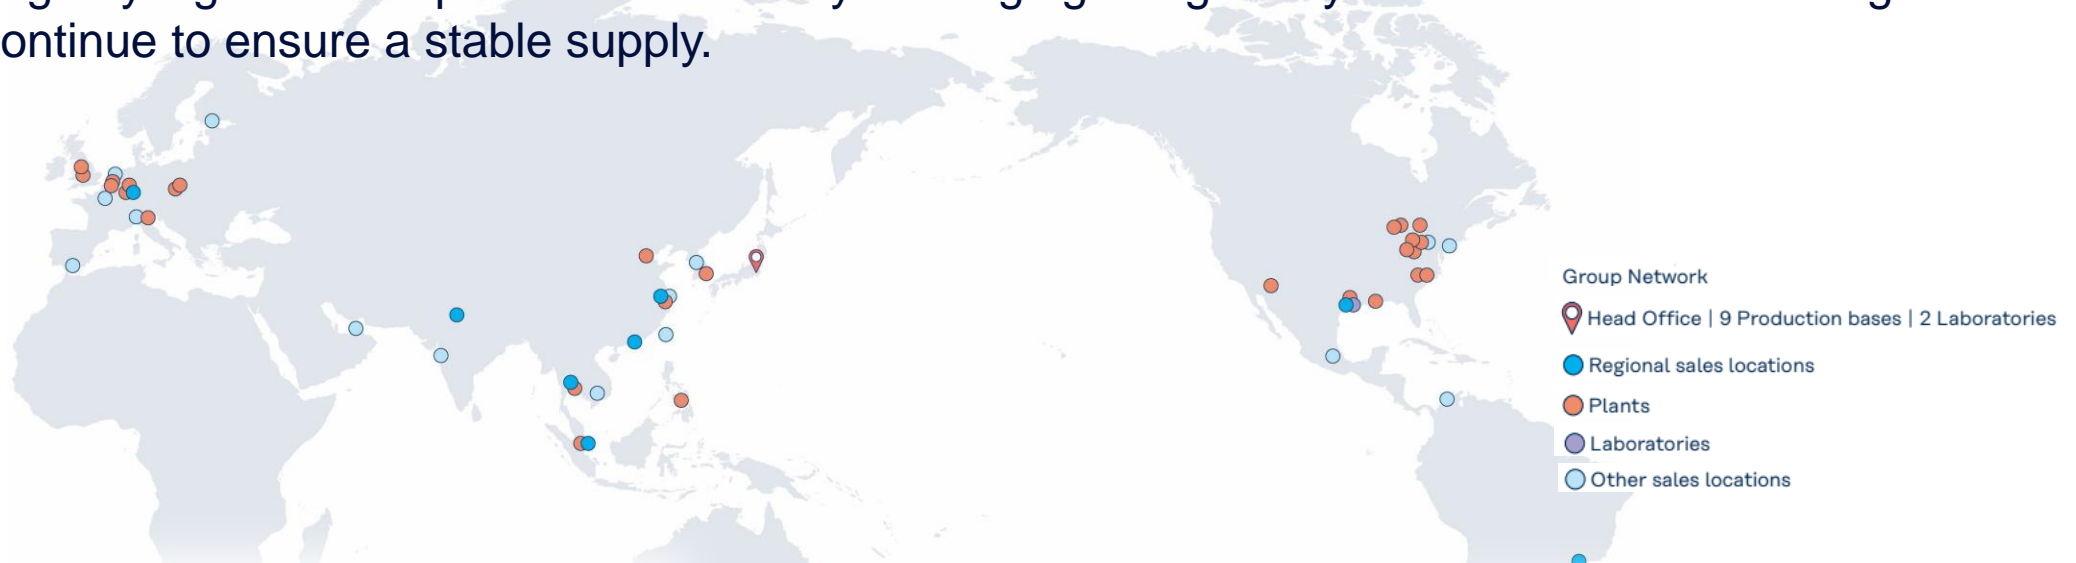 ontinue to ensure a stable supply.
Group Network
Head Office | 9 Production bases | 2 Laboratories
Regional sales locations
Plants
Laboratories
Other sales locations